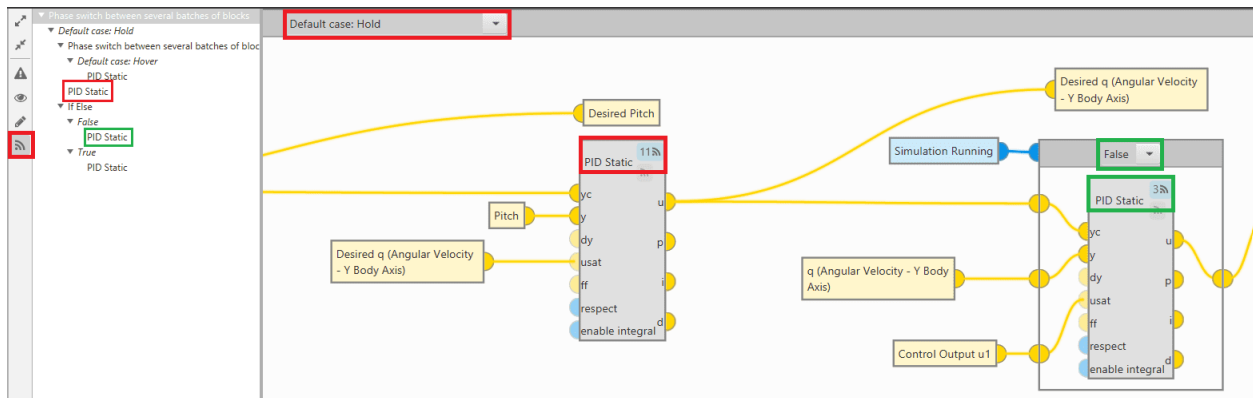 Phase switch between several batches of blocks
Default case: Hold
Phase switch between several batches of bloc
Default case: Hover
PID Static
PID Static
If Else
False
PID Static
True
PID Static
Default case: Hold
Desired Pitch
11
PID Static
yc
y
dy
usat
ff
respect
enable integral
u
p
i
d
Pitch
Desired q (Angular Velocity
- Y Body Axis)
Desired q (Angular Velocity
- Y Body Axis)
Simulation Running
False
3
PID Static
yc
y
dy
usat
ff
respect
enable integral
u
p
i
d
q (Angular Velocity - Y Body
Axis)
Control Output u1